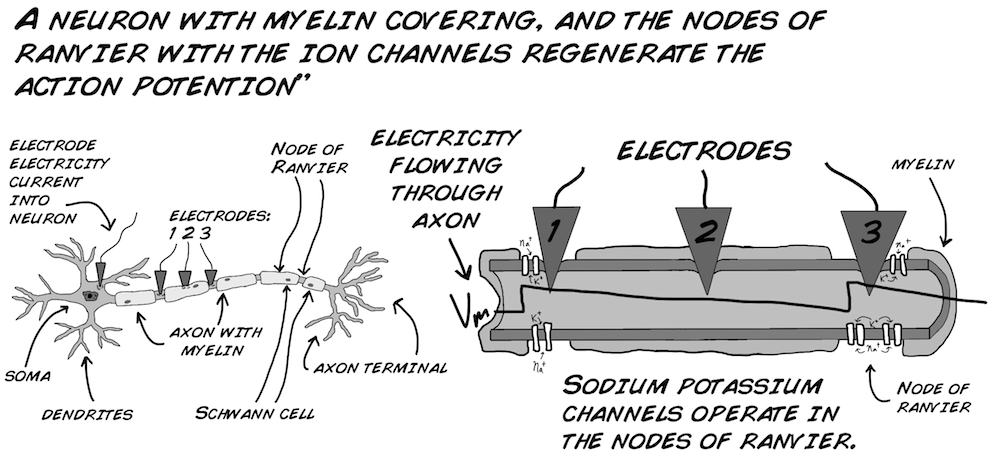 A NEURON WITH MYELIN COVERING, AND THE NODES OF
RANVIER WITH THE ION CHANNELS REGENERATE THE
ACTION POTENTION"
ELECTRODE
ELECTRICITY
CURRENT
INTO
NEURON
ELECTRODES:
1 2 3
NODE OF
RANVIER
SOMA
DENDRITES
AXON WITH
MYELIN
SCHWANN CELL
AXON TERMINAL
ELECTRICITY
FLOWING
THROUGH
AXON
ELECTRODES
MYELIN
1
2
3
Vm
Na+
K+
K+
Na+
Na+
K+
K+
Na+
SODIUM POTASSIUM
CHANNELS OPERATE IN
THE NODES OF RANVIER.
NODE OF
RANVIER